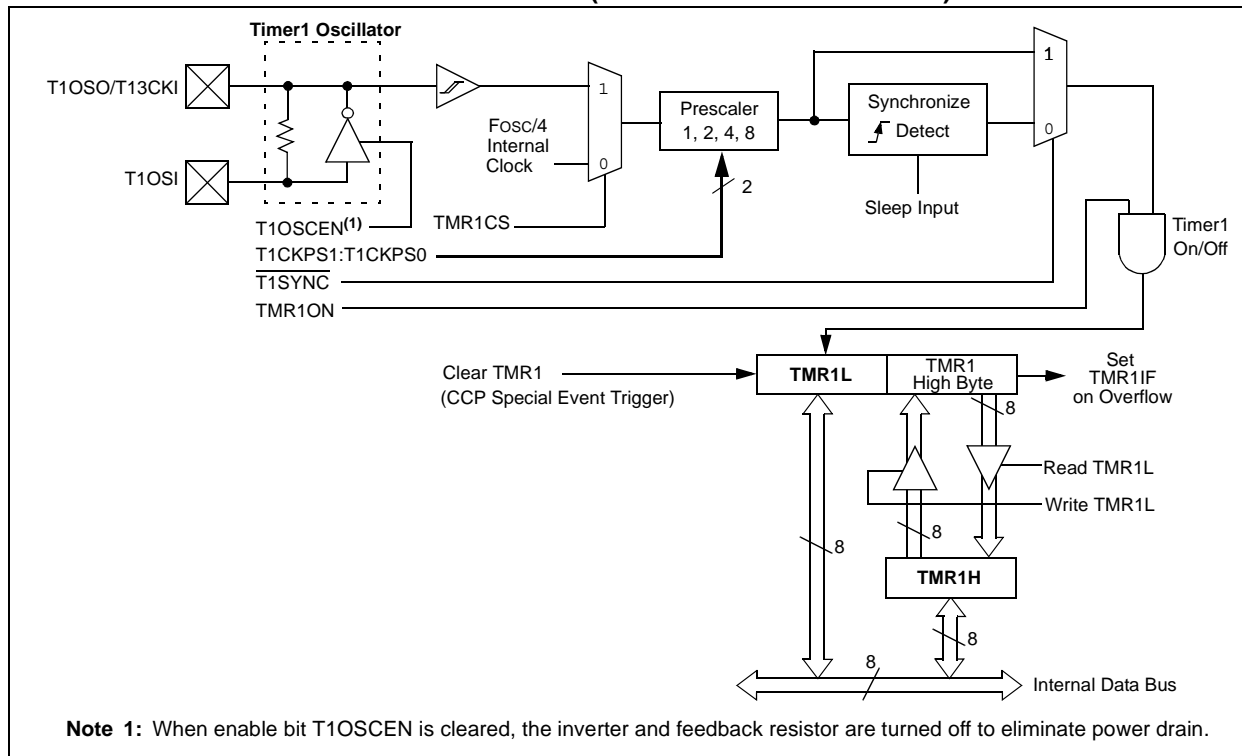 Timer1 Oscillator
T1OSO/T13CKI
T1OSI
1
FOSC/4
Internal
Clock
0
Prescaler
1, 2, 4, 8
2
Synchronize
Detect
1
0
Sleep Input
T1OSCEN(1)
TMR1CS
T1CKPS1:T1CKPS0
T1SYNC
TMR1ON
Timer1
On/Off
Clear TMR1
(CCP Special Event Trigger)
TMR1L
TMR1
High Byte
Set
TMR1IF
on Overflow
8
Read TMR1L
Write TMR1L
8
8
TMR1H
8
8
Internal Data Bus
Note 1: When enable bit T1OSCEN is cleared, the inverter and feedback resistor are turned off to eliminate power drain.